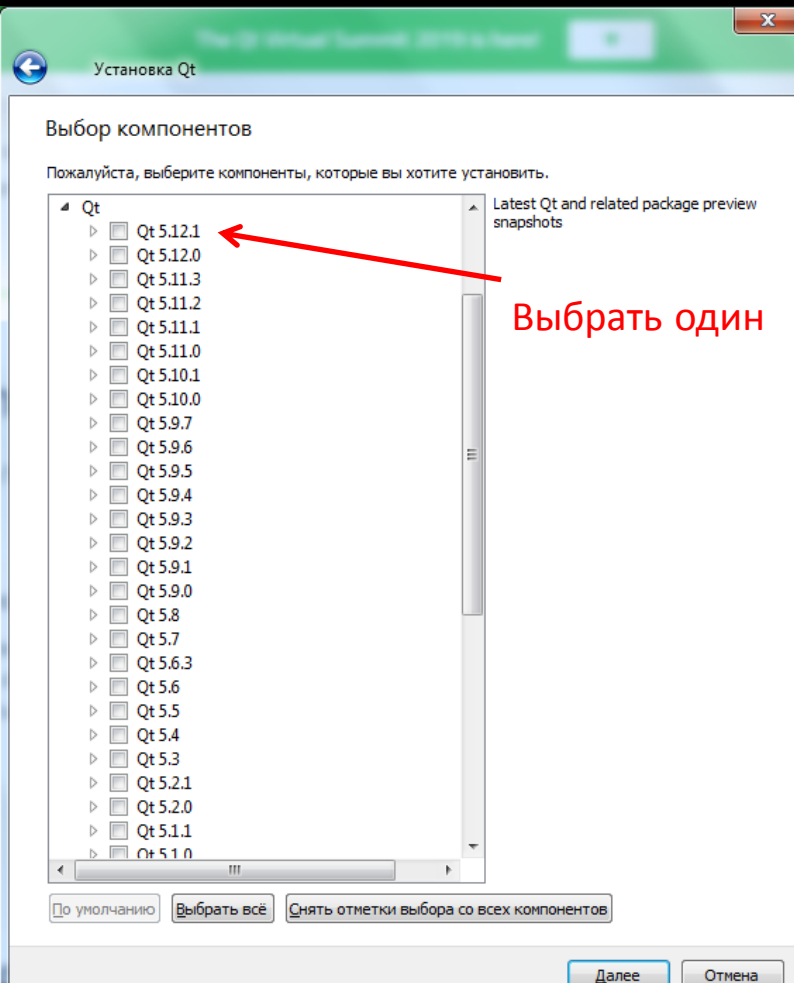 The Qt Virtual Summit 2019 is here!
Установка Qt
Выбор компонентов
Пожалуйста, выберите компоненты, которые вы хотите установить.
Qt
Qt 5.12.1
Qt 5.12.0
Qt 5.11.3
Qt 5.11.2
Qt 5.11.1
Qt 5.11.0
Qt 5.10.1
Qt 5.10.0
Qt 5.9.7
Qt 5.9.6
Qt 5.9.5
Qt 5.9.4
Qt 5.9.3
Qt 5.9.2
Qt 5.9.1
Qt 5.9.0
Qt 5.8
Qt 5.7
Qt 5.6.3
Qt 5.6
Qt 5.5
Qt 5.4
Qt 5.3
Qt 5.2.1
Qt 5.2.0
Qt 5.1.1
Qt 5.1.0
Latest Qt and related package preview
snapshots
Выбрать один
По умолчанию Выбрать всё Снять отметки выбора со всех компонентов
Далее Отмена